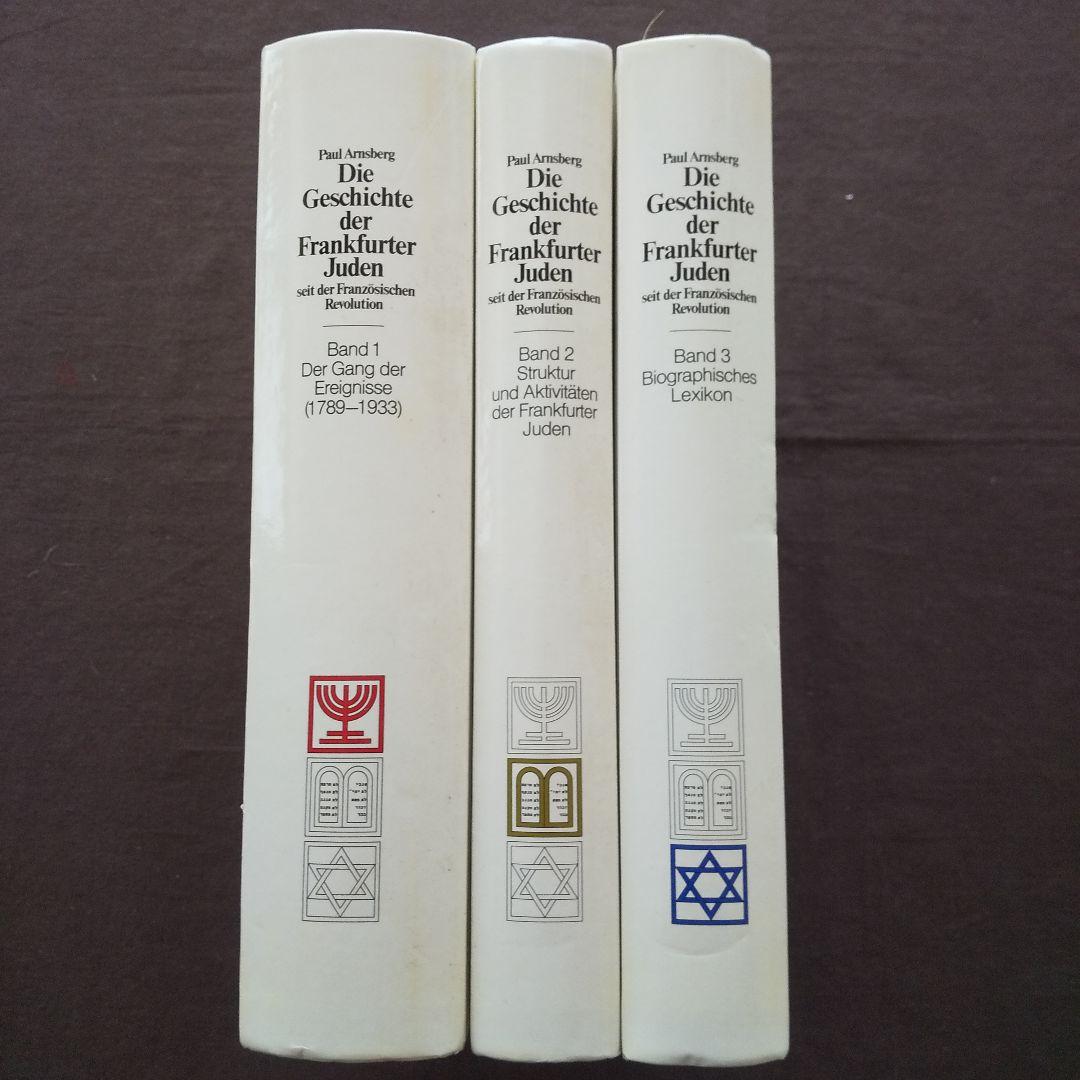 Paul Arnsberg
Die
Geschichte
der
Frankfurter
Juden
seit der Französischen
Revolution
Band 1
Der Gang der
Ereignisse
(1789—1933)
Paul Arnsberg
Die
Geschichte
der
Frankfurter
Juden
seit der Französischen
Revolution
Band 2
Struktur
und Aktivitäten
der Frankfurter
Juden
Paul Arnsberg
Die
Geschichte
der
Frankfurter
Juden
seit der Französischen
Revolution
Band 3
Biographisches
Lexikon